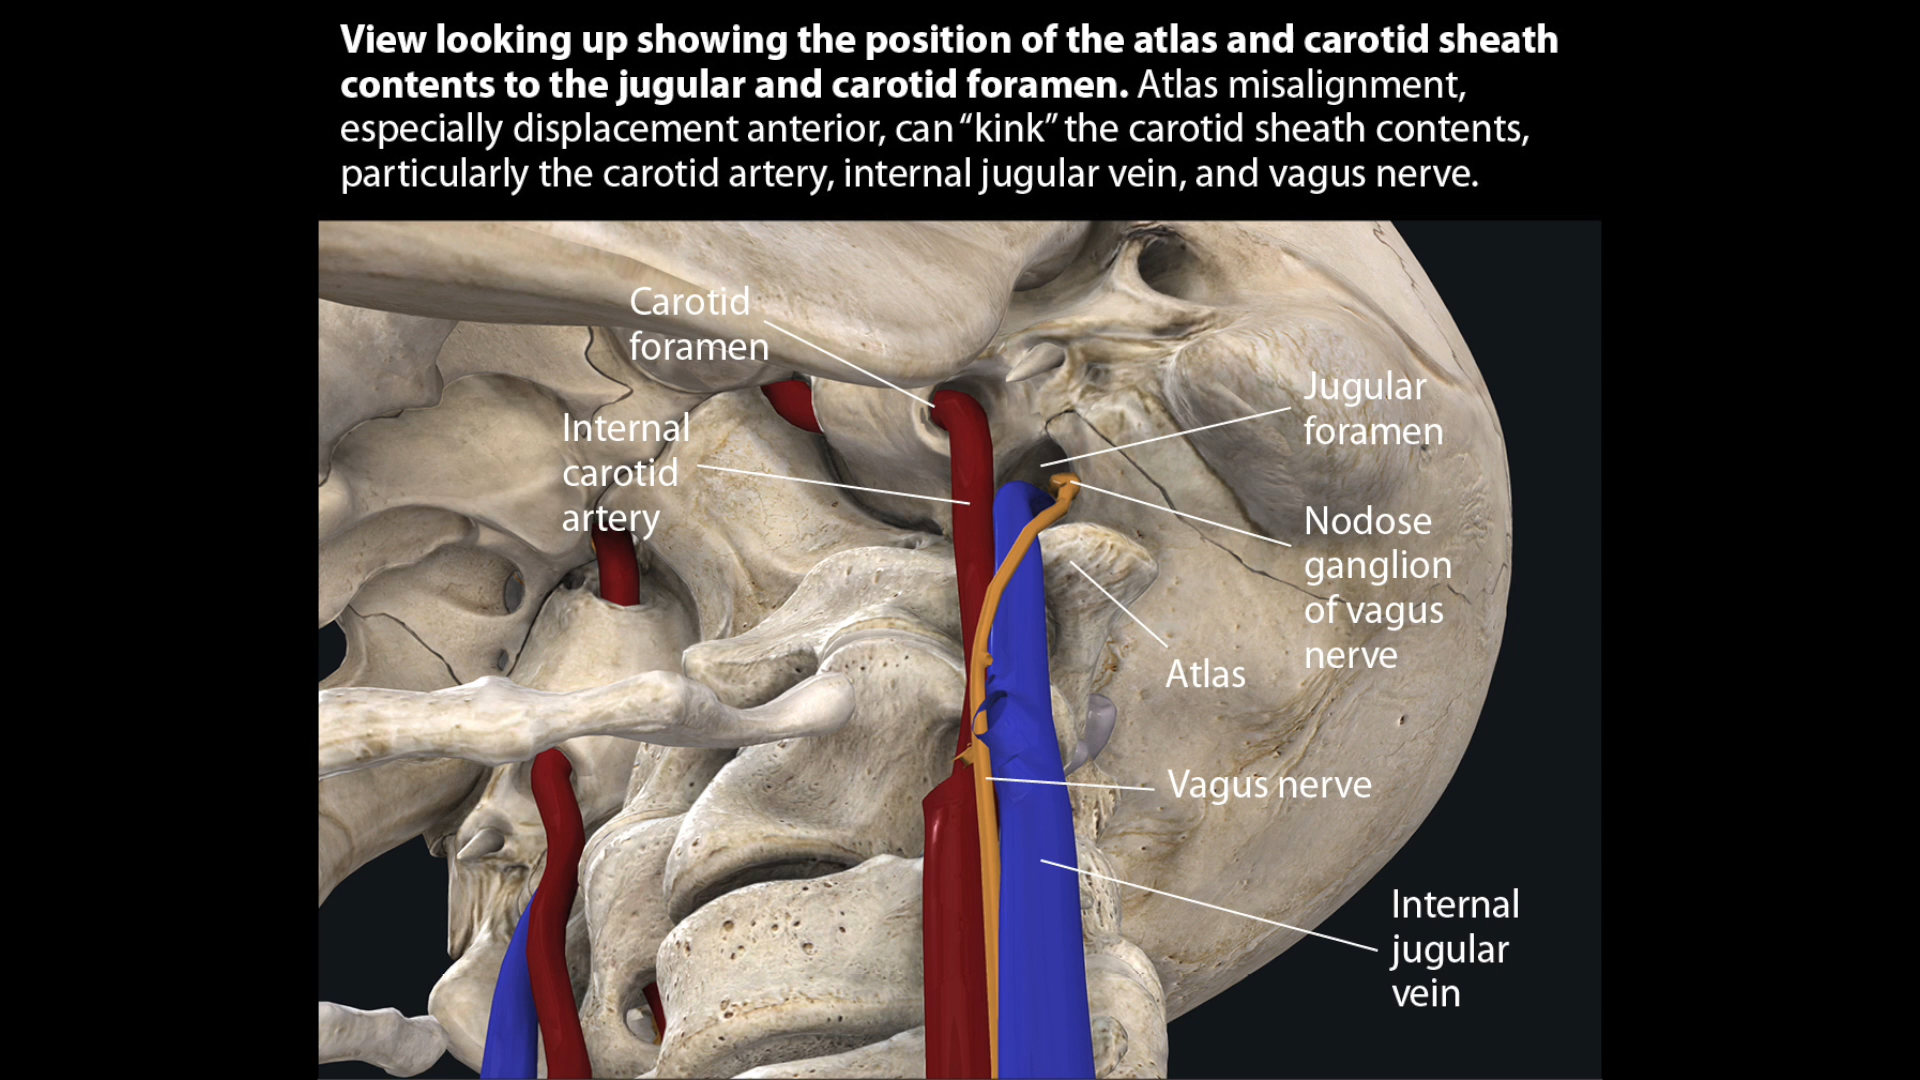 View looking up showing the position of the atlas and carotid sheath
contents to the jugular and carotid foramen. Atlas misalignment,
especially displacement anterior, can “kink” the carotid sheath contents,
particularly the carotid artery, internal jugular vein, and vagus nerve.
Carotid
foramen
Internal
carotid
artery
Jugular
foramen
Nodose
ganglion
of vagus
nerve
Atlas
Vagus nerve
Internal
jugular
vein